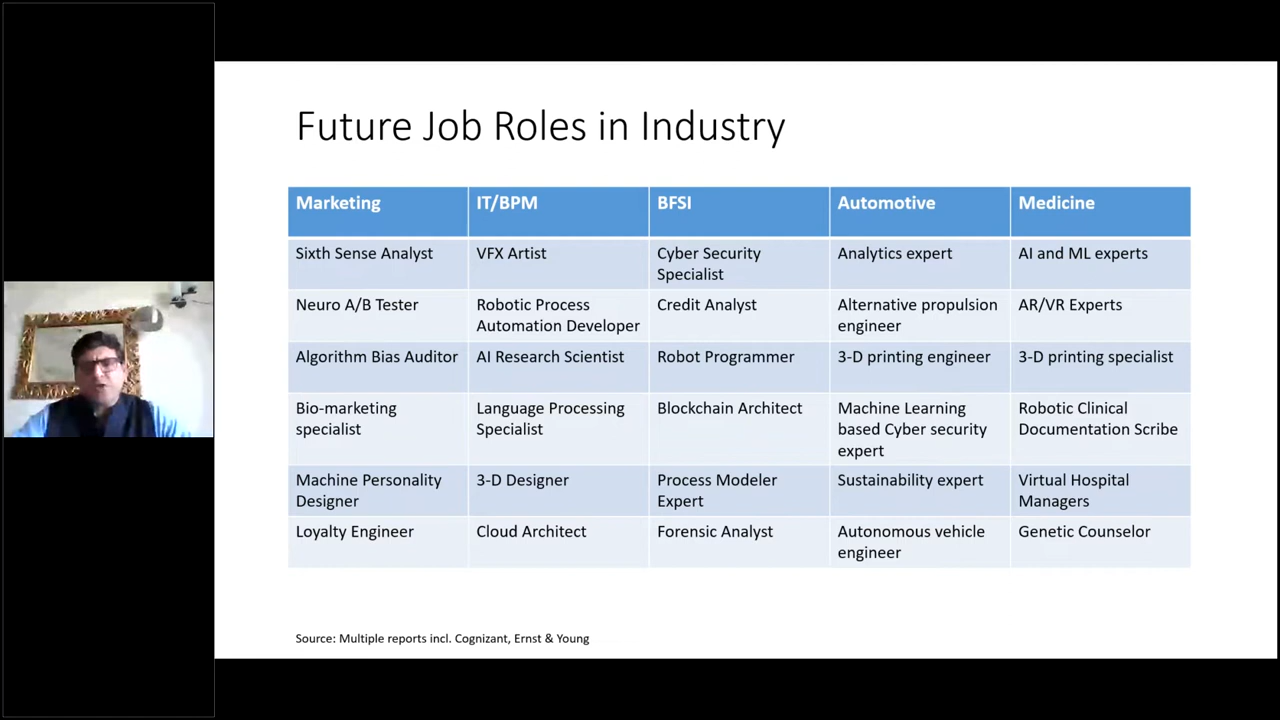 Future Job Roles in Industry
Marketing
IT/BPM
BFSI
Automotive
Medicine
Sixth Sense Analyst
VFX Artist
Cyber Security
Specialist
Analytics expert
AI and ML experts
Neuro A/B Tester
Robotic Process
Automation Developer
Credit Analyst
Alternative propulsion
engineer
AR/VR Experts
Algorithm Bias Auditor
AI Research Scientist
Robot Programmer
3-D printing engineer
3-D printing specialist
Bio-marketing
specialist
Language Processing
Specialist
Blockchain Architect
Machine Learning
based Cyber security
expert
Robotic Clinical
Documentation Scribe
Machine Personality
Designer
3-D Designer
Process Modeler
Expert
Sustainability expert
Virtual Hospital
Managers
Loyalty Engineer
Cloud Architect
Forensic Analyst
Autonomous vehicle
engineer
Genetic Counselor
Source: Multiple reports incl. Cognizant, Ernst & Young